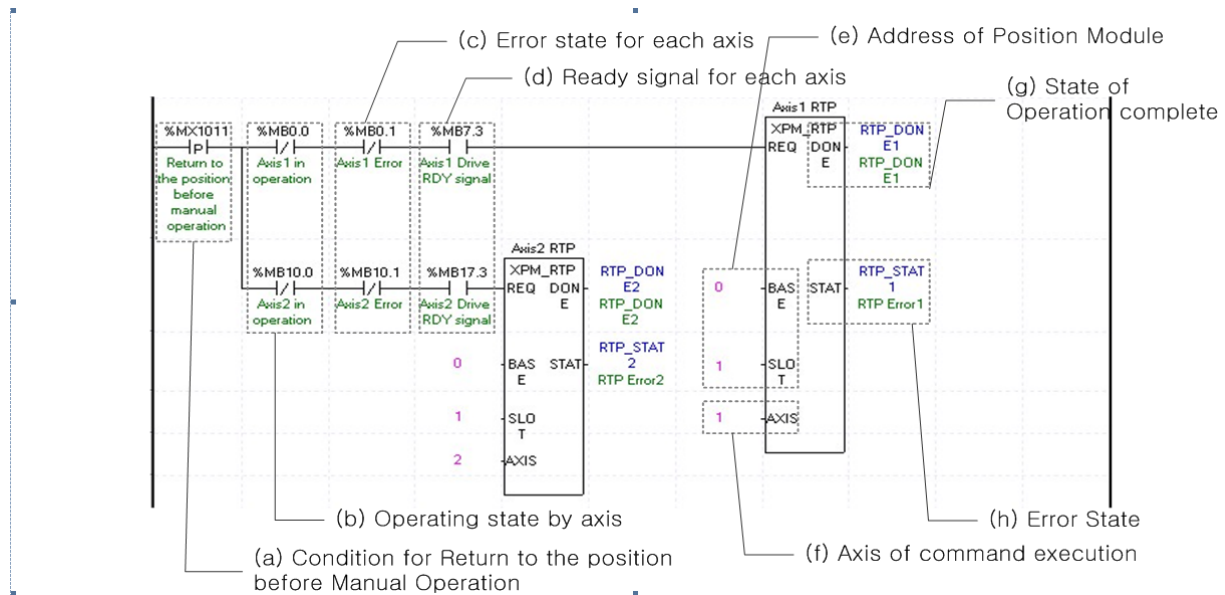 (c) Error state for each axis
(e) Address of Position Module
(d) Ready signal for each axis
(g) State of
Operation complete
Axis1 RTP
%MX1011
%MB0.0
%MB0.1
%MB7.3
XPM_RTP
RTP_DON
E1
P
REQ DON
E
Return to
the position
before
manual
operation
Axis1 in
operation
Axis1 Error
Axis1 Drive
RDY signal
RTP_DON
E1
Axis2 RTP
%MB10.0
%MB10.1
%MB17.3
XPM_RTP
RTP_DON
E2
REQ DON
E
Axis2 in
operation
Axis2 Error
Axis2 Drive
RDY signal
RTP_DON
E2
0
BAS
E
STAT
RTP_STAT
1
RTP Error1
0
BAS
E
STAT
RTP_STAT
2
RTP Error2
1
SLO
T
1
SLO
T
1
AXIS
2
AXIS
(b) Operating state by axis
(h) Error State
(a) Condition for Return to the position
before Manual Operation
(f) Axis of command execution